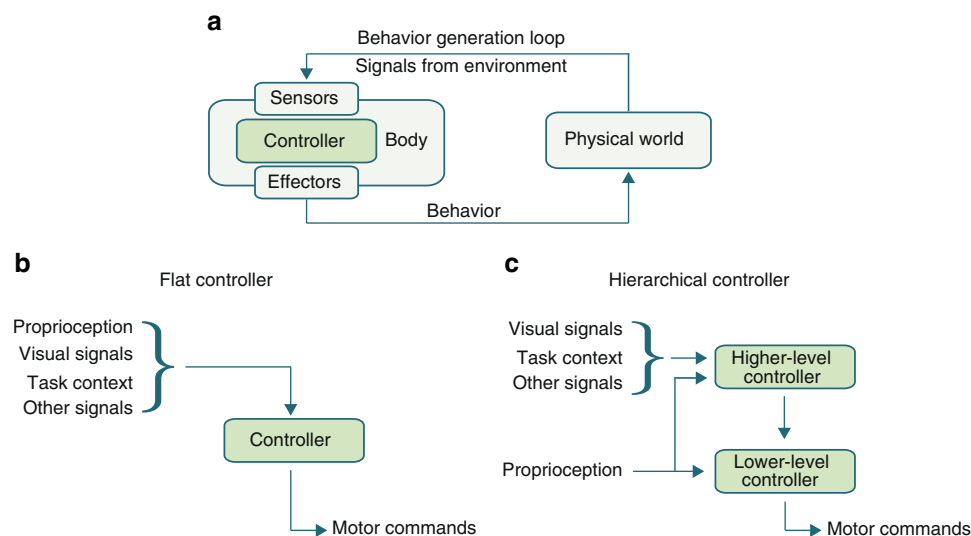 a
Behavior generation loop
Signals from environment
Sensors
Controller
Body
Effectors
Physical world
Behavior
b
Flat controller
Proprioception
Visual signals
Task context
Other signals
Controller
Motor commands
c
Hierarchical controller
Visual signals
Task context
Other signals
Higher-level
controller
Proprioception
Lower-level
controller
Motor commands